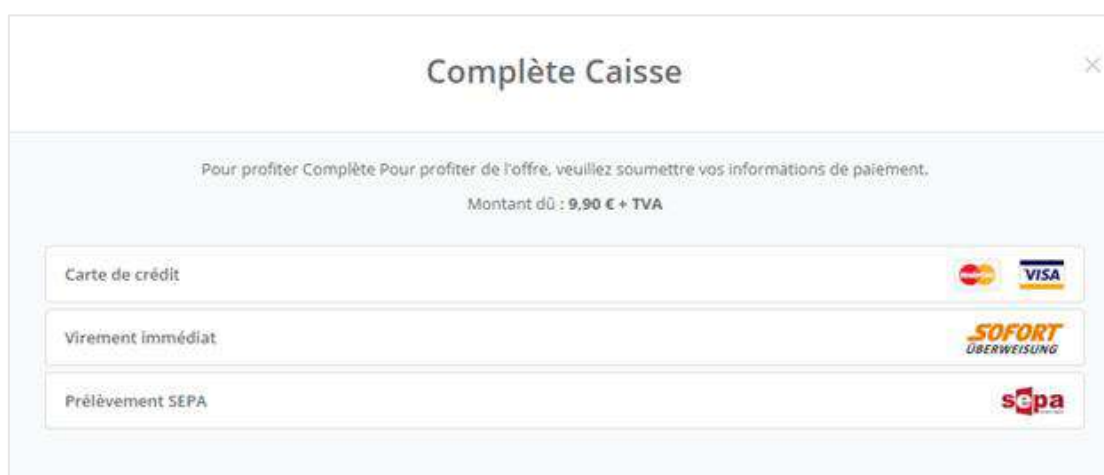 Complète Caisse
Pour profiter Complète Pour profiter de l'offre, veuillez soumettre vos informations de paiement.
Montant dû : 9,90 € + TVA
Carte de crédit
VISA
Virement immédiat
SOFORT
ÜBERWEISUNG
Prélèvement SEPA
sepa